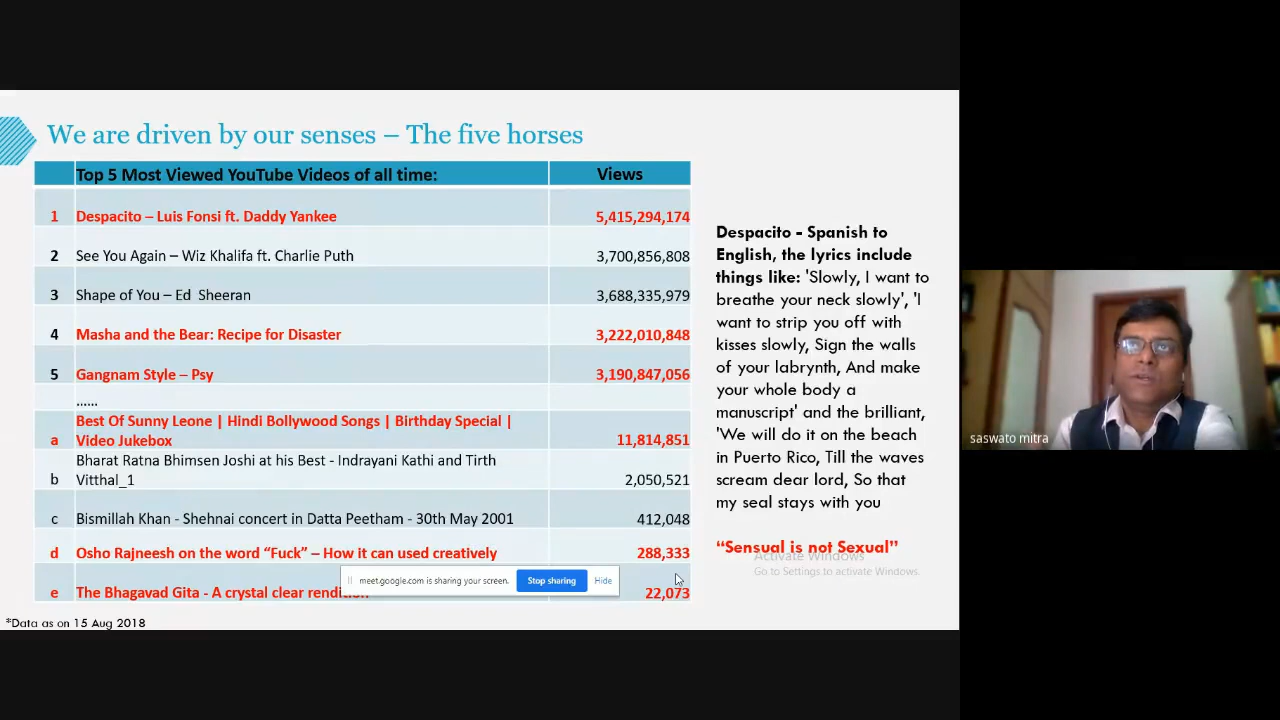 We are driven by our senses – The five horses
Top 5 Most Viewed YouTube Videos of all time: Views
1 Despacito – Luis Fonsi ft. Daddy Yankee 5,415,294,174
2 See You Again – Wiz Khalifa ft. Charlie Puth 3,700,856,808
3 Shape of You – Ed Sheeran 3,688,335,979
4 Masha and the Bear: Recipe for Disaster 3,222,010,848
5 Gangnam Style – Psy 3,190,847,056
......
Best Of Sunny Leone | Hindi Bollywood Songs | Birthday Special |
a Video Jukebox 11,814,851
Bharat Ratna Bhimsen Joshi at his Best - Indrayani Kathi and Tirth
b Vitthal_1 2,050,521
c Bismillah Khan - Shehnai concert in Datta Peetham - 30th May 2001 412,048
d Osho Rajneesh on the word “Fuck” – How it can used creatively 288,333
e The Bhagavad Gita - A crystal clear 22,073
*Data as on 15 Aug 2018
Despacito - Spanish to
English, the lyrics include
things like: 'Slowly, I want to
breathe your neck slowly', 'I
want to strip you off with
kisses slowly, Sign the walls
of your labrynth, And make
your whole body a
manuscript' and the brilliant,
'We will do it on the beach
in Puerto Rico, Till the waves
scream dear lord, So that
my seal stays with you
“Sensual is not Sexual”
Activate Windows
Go to Settings to activate Windows.
meet.google.com is sharing your screen. Stop sharing Hide
saswato mitra